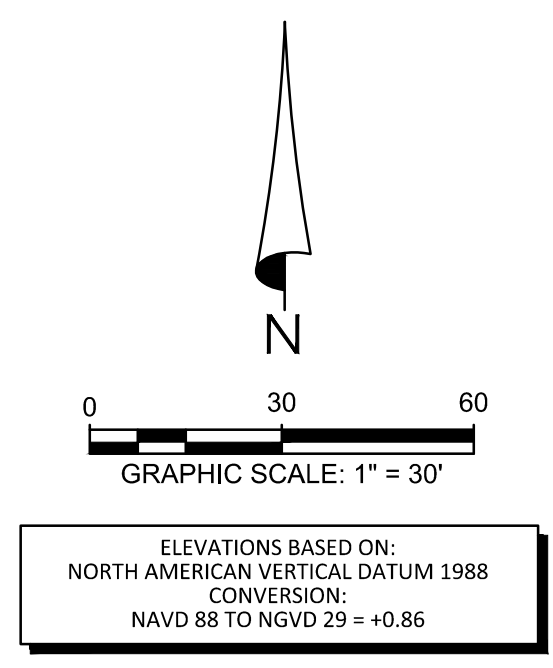 N
0 30 60
GRAPHIC SCALE: 1" = 30'
ELEVATIONS BASED ON:
NORTH AMERICAN VERTICAL DATUM 1988
CONVERSION:
NAVD 88 TO NGVD 29 = +0.86